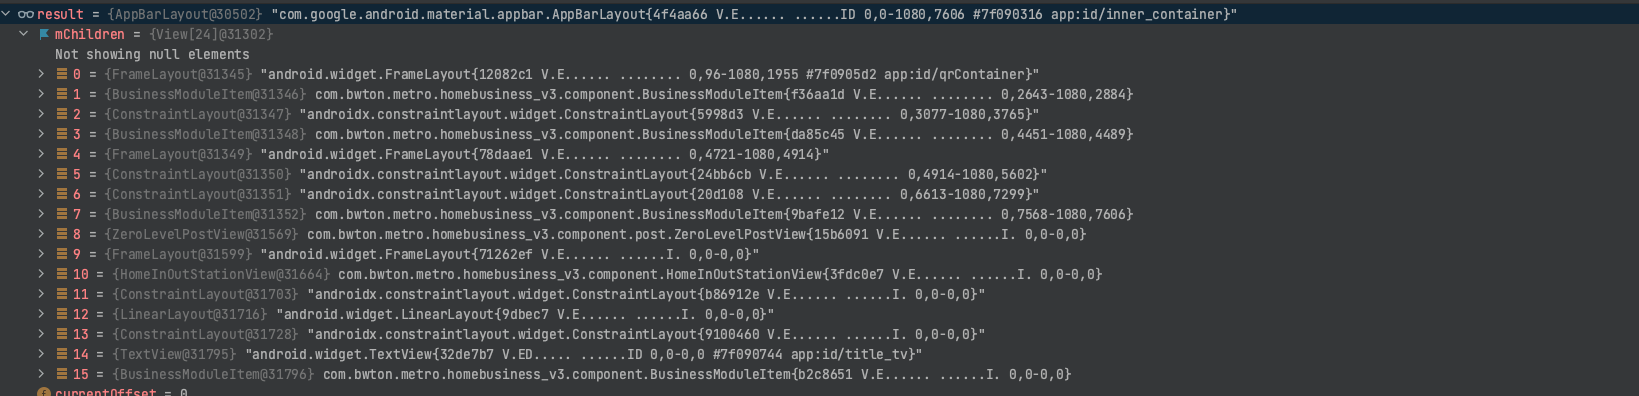 result = {AppBarLayout@30502} "com.google.android.material.appbar.AppBarLayout{4f4aa66 V.E...... ......ID 0,0-1080,7606 #7f090316 app:id/inner_container}"
mChildren = {View[24]@31302}
Not showing null elements
0 = {FrameLayout@31345} "android.widget.FrameLayout{12082c1 V.E...... ........ 0,96-1080,1955 #7f0905d2 app:id/qrContainer}"
1 = {BusinessModuleItem@31346} com.bwton.metro.homebusiness_v3.component.BusinessModuleItem{f36aa1d V.E...... ........ 0,2643-1080,2884}
2 = {ConstraintLayout@31347} "androidx.constraintlayout.widget.ConstraintLayout{5998d3 V.E...... ........ 0,3077-1080,3765}"
3 = {BusinessModuleItem@31348} com.bwton.metro.homebusiness_v3.component.BusinessModuleItem{da85c45 V.E...... ........ 0,4451-1080,4489}
4 = {FrameLayout@31349} "android.widget.FrameLayout{78daae1 V.E...... ........ 0,4721-1080,4914}"
5 = {ConstraintLayout@31350} "androidx.constraintlayout.widget.ConstraintLayout{24bb6cb V.E...... ........ 0,4914-1080,5602}"
6 = {ConstraintLayout@31351} "androidx.constraintlayout.widget.ConstraintLayout{20d108 V.E...... ........ 0,6613-1080,7299}"
7 = {BusinessModuleItem@31352} com.bwton.metro.homebusiness_v3.component.BusinessModuleItem{9bafe12 V.E...... ........ 0,7568-1080,7606}
8 = {ZeroLevelPostView@31569} com.bwton.metro.homebusiness_v3.component.post.ZeroLevelPostView{15b6091 V.E...... ......I. 0,0-0,0}
9 = {FrameLayout@31599} "android.widget.FrameLayout{71262ef V.E...... ......I. 0,0-0,0}"
10 = {HomeInOutStationView@31664} com.bwton.metro.homebusiness_v3.component.HomeInOutStationView{3fdc0e7 V.E...... ......I. 0,0-0,0}
11 = {ConstraintLayout@31703} "androidx.constraintlayout.widget.ConstraintLayout{b86912e V.E...... ......I. 0,0-0,0}"
12 = {LinearLayout@31716} "android.widget.LinearLayout{9dbec7 V.E...... ......I. 0,0-0,0}"
13 = {ConstraintLayout@31728} "androidx.constraintlayout.widget.ConstraintLayout{9100460 V.E...... ......I. 0,0-0,0}"
14 = {TextView@31795} "android.widget.TextView{32de7b7 V.ED..... ......ID 0,0-0,0 #7f090744 app:id/title_tv}"
15 = {BusinessModuleItem@31796} com.bwton.metro.homebusiness_v3.component.BusinessModuleItem{b2c8651 V.E...... ......I. 0,0-0,0}
currentOffset = 0